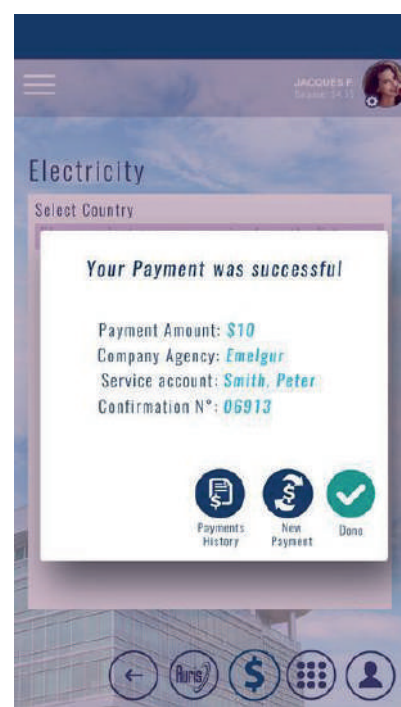 JACQUES P.
Electricity
Select Country
Your Payment was successful
Payment Amount: $10
Company Agency: Emelgur
Service account: Smith, Peter
Confirmation N°: 06913
Payments History
New Payment
Done
Auris